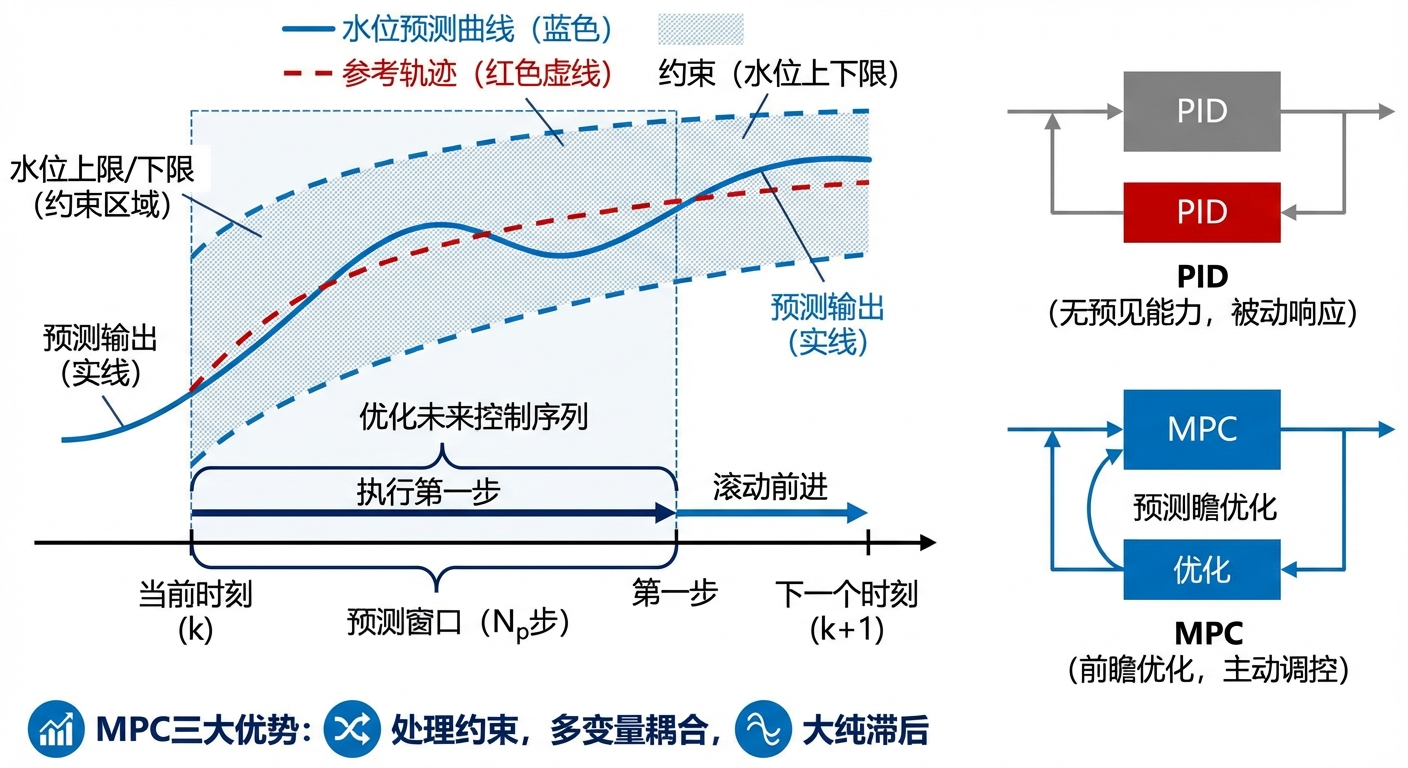 水位预测曲线（蓝色）
参考轨迹（红色虚线）
约束（水位上下限）
水位上限/下限
（约束区域）
预测输出
（实线）
预测输出
（实线）
优化未来控制序列
执行第一步
滚动前进
当前时刻
(k)
预测窗口（Np步）
第一步
下一个时刻
(k+1)
PID
PID
PID
（无预见能力，被动响应）
MPC
预测瞻优化
优化
MPC
（前瞻优化，主动调控）
MPC三大优势：处理约束，多变量耦合，大纯滞后